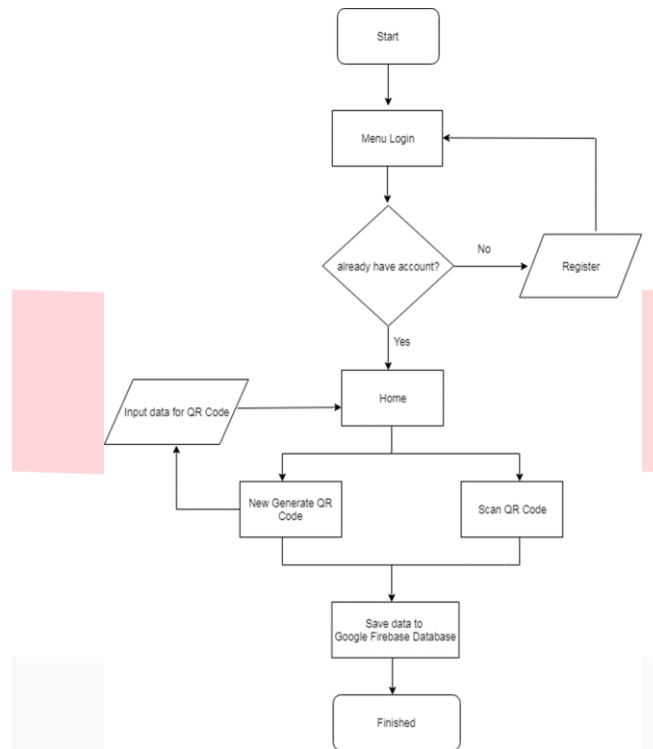 Start
Menu Login
No
already have account?
Register
Yes
Home
Input data for QR Code
New Generate QR
Code
Scan QR Code
Save data to
Google Firebase Database
Finished